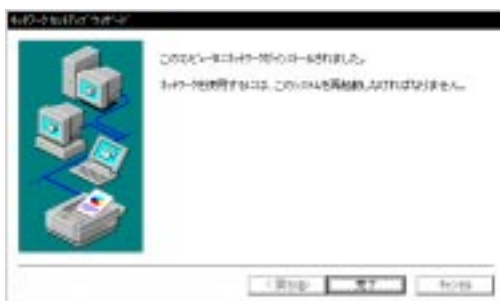 ネットワーク セットアップ ウィザード
このコンピュータにネットワークがインストールされました。
ネットワークを使用するには、このシステムを再起動しなければなりません。
< 戻る(B)
完了
キャンセル